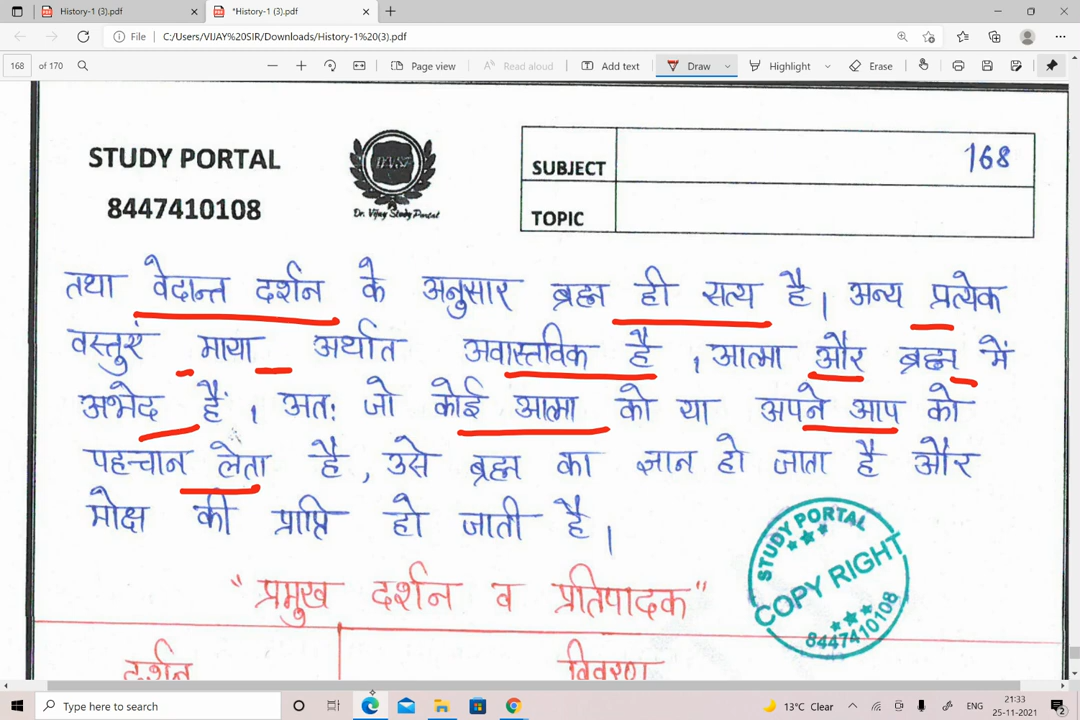 History-1 (3).pdf
*History-1 (3).pdf
File C:/Users/VIJAY%20SIR/Downloads/History-1%20(3).pdf
168 of 170 Page view Read aloud Add text Draw Highlight Erase
STUDY PORTAL
8447410108
Dr. Vijay Study Portal
SUBJECT 168
TOPIC
तथा वेदान्त दर्शन के अनुसार ब्रह्म ही सत्य है। अन्य प्रत्येक
वस्तुएं माया अर्थात अवास्तविक है, आत्मा और ब्रह्म में
अभेद हैं। अतः जो कोई आत्मा को या अपने आप को
पहचान लेता है, उसे ब्रह्म का ज्ञान हो जाता है और
मोक्ष की प्राप्ति हो जाती है।
STUDY PORTAL
COPY RIGHT
8447410108
"प्रमुख दर्शन व प्रतिपादक"
दर्शन विवरण
Type here to search
13°C Clear ENG 21:33
25-11-2021
2